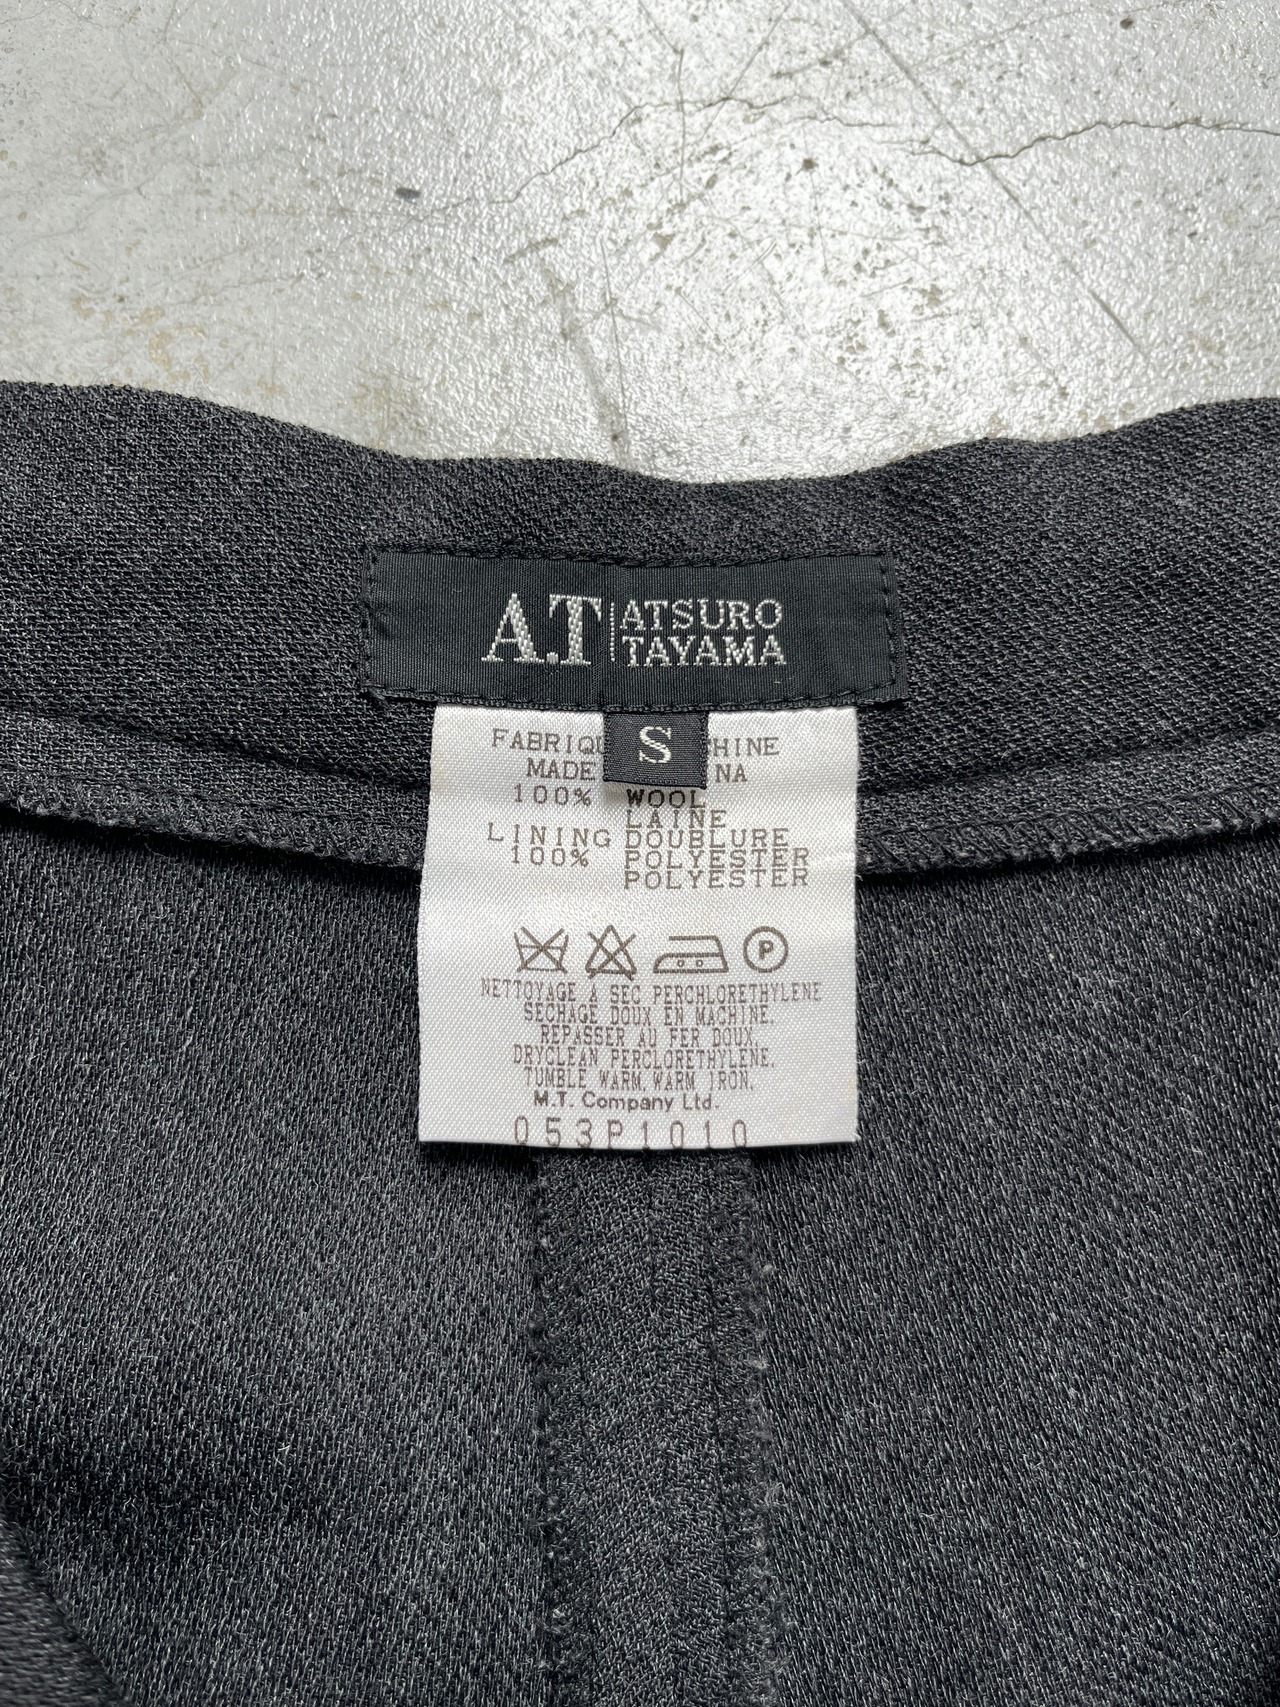 A.T ATSURO
TAYAMA
S
FABRIQU HINE
MADE NA
100% WOOL
LAINE
LINING DOUBLURE
100% POLYESTER
POLYESTER
P
NETTOYAGE A SEC PERCHLORETHYLENE
SECHAGE DOUX EN MACHINE.
REPASSER AU FER DOUX.
DRYCLEAN PERCLORETHYLENE.
TUMBLE WARM. WARM IRON.
M.T. Company Ltd.
053P1010